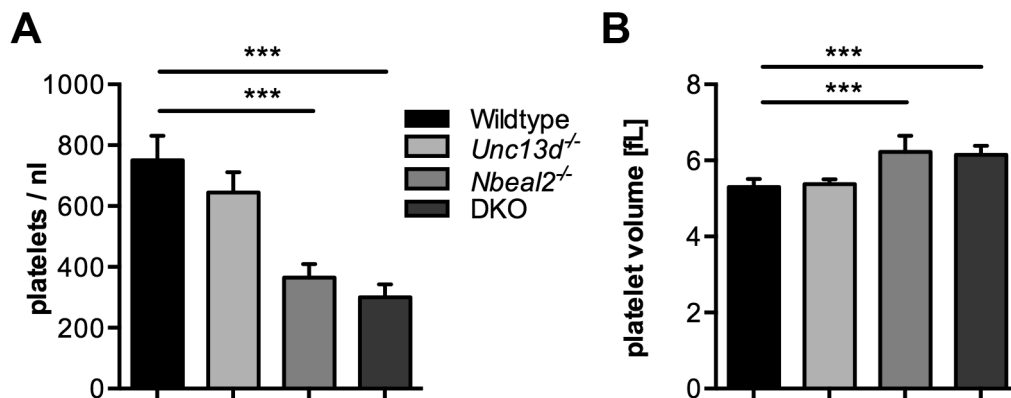 A
***
***
platelets / nl
1000
800
600
400
200
0
Wildtype
Unc13d-/-
Nbeal2-/-
DKO
B
***
***
platelet volume [fL]
8
6
4
2
0